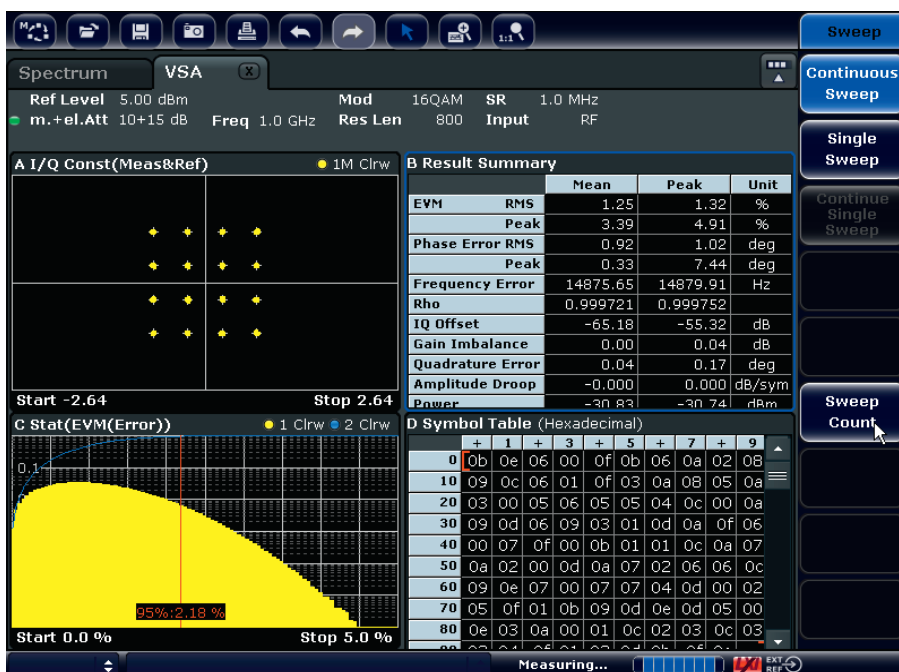 1:1
Sweep
Spectrum VSA X
Ref Level 5.00 dBm Mod 16QAM SR 1.0 MHz
m.+el.Att 10+15 dB Freq 1.0 GHz Res Len 800 Input RF
Continuous Sweep
Single Sweep
Continue Single Sweep
Sweep Count
A I/Q Const(Meas&Ref) 1M Clrw
Start -2.64 Stop 2.64
B Result Summary
Mean Peak Unit
EVM RMS 1.25 1.32 %
Peak 3.39 4.91 %
Phase Error RMS 0.92 1.02 deg
Peak 0.33 7.44 deg
Frequency Error 14875.65 14879.91 Hz
Rho 0.999721 0.999752
IQ Offset -65.18 -55.32 dB
Gain Imbalance 0.00 0.04 dB
Quadrature Error 0.04 0.17 deg
Amplitude Droop -0.000 0.000 dB/sym
Power -30.83 -30.74 dBm
C Stat(EVM(Error)) 1 Clrw 2 Clrw
0.1
95%:2.18 %
Start 0.0 % Stop 5.0 %
D Symbol Table (Hexadecimal)
+ 1 + 3 + 5 + 7 + 9
0 0b 0e 06 00 0f 0b 06 0a 02 08
10 09 0c 06 01 0f 03 0a 08 05 0a
20 03 00 05 06 05 05 04 0c 00 0a
30 09 0d 06 09 03 01 0d 0a 0f 06
40 00 07 0f 00 0b 01 01 0c 0a 07
50 0a 02 00 0d 0a 07 02 06 06 0c
60 09 0e 07 00 07 07 04 0d 00 02
70 05 0f 01 0b 09 0d 0e 0d 05 00
80 0e 03 0a 00 01 0c 02 03 0c 03
Measuring... LXI EXT REF